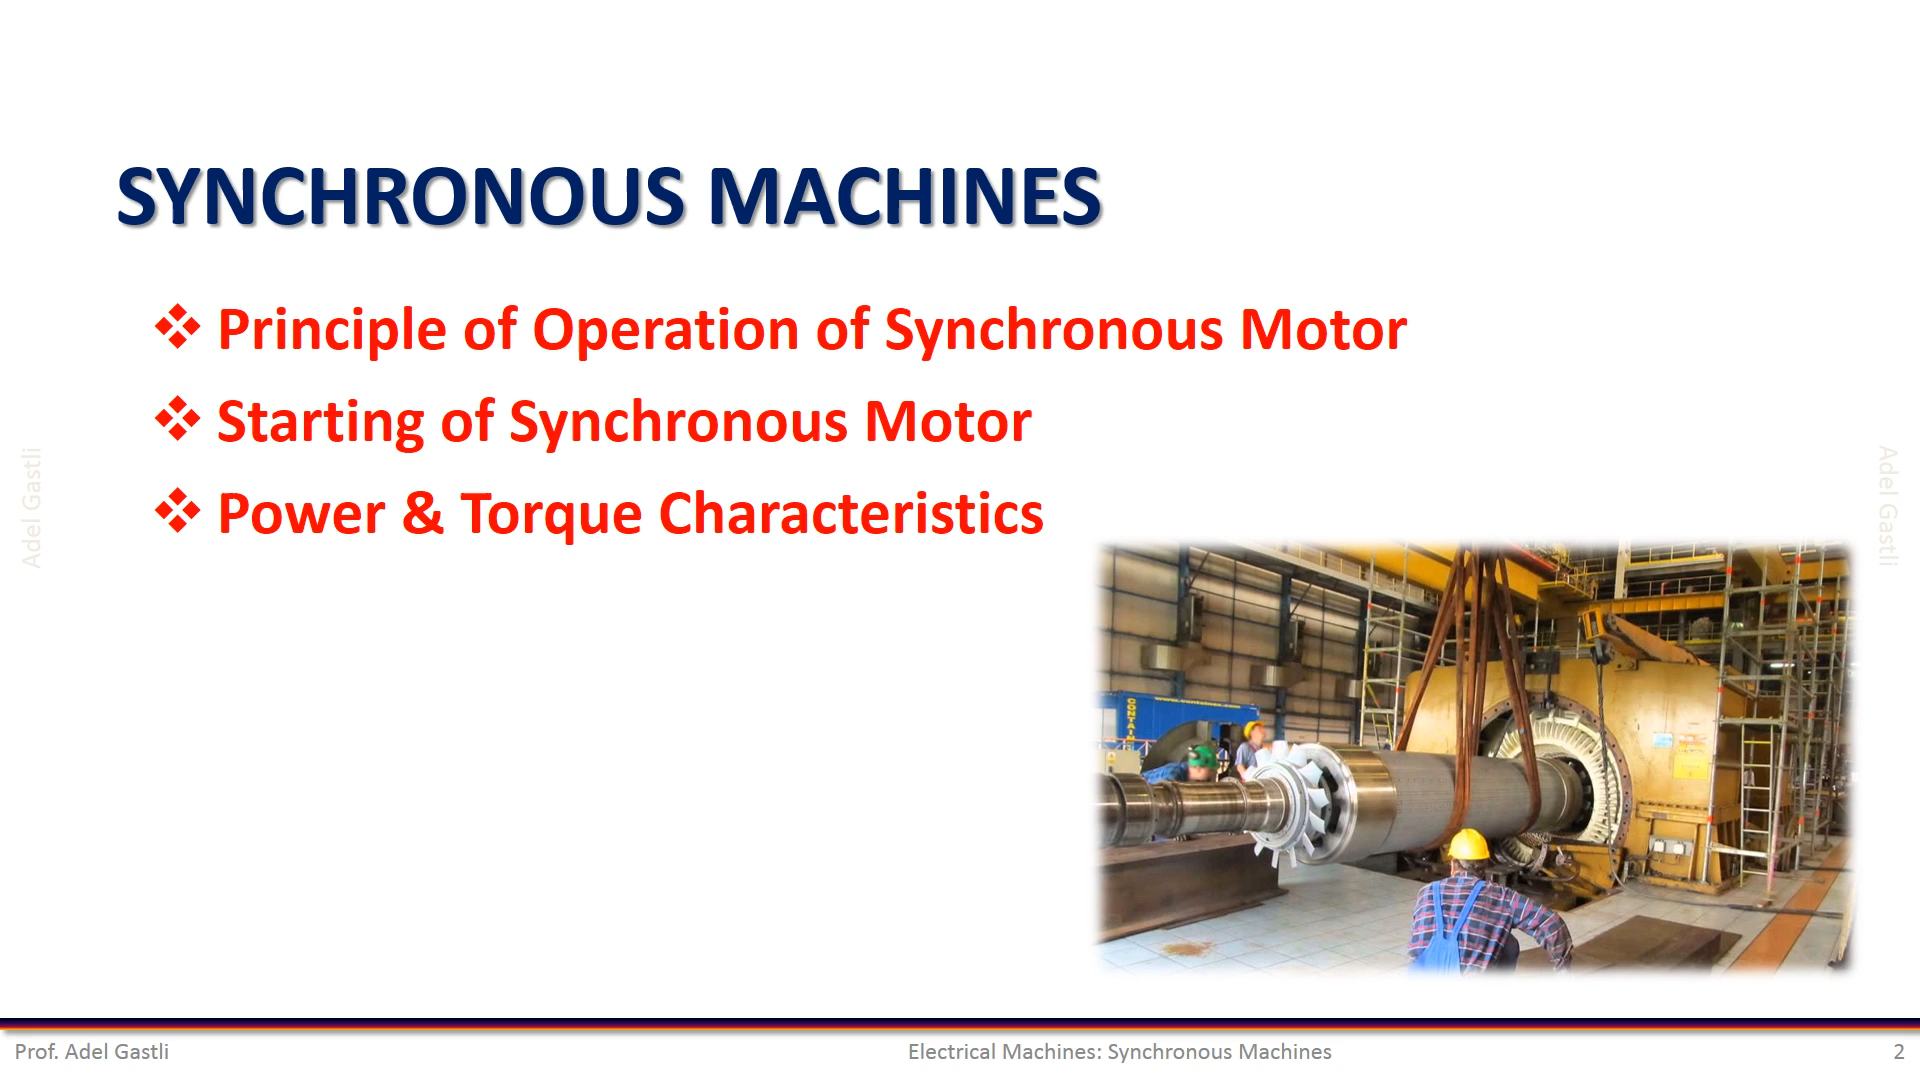 SYNCHRONOUS MACHINES
❖ Principle of Operation of Synchronous Motor
❖ Starting of Synchronous Motor
❖ Power & Torque Characteristics
Adel Gastli
Adel Gastli
CONTAI
Prof. Adel Gastli
Electrical Machines: Synchronous Machines
2